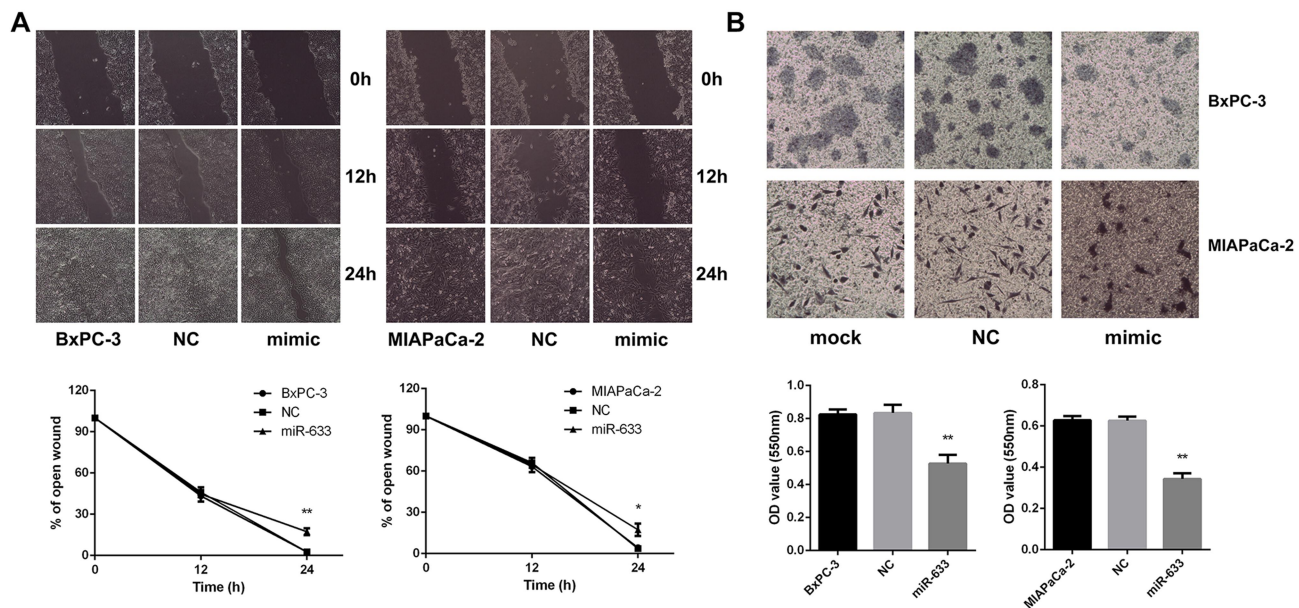 A
0h
0h
12h
12h
24h
24h
BxPC-3 NC mimic
MIAPaCa-2 NC mimic
% of open wound
120
90
60
30
0
BxPC-3
NC
miR-633
**
0 12 24
Time (h)
% of open wound
120
90
60
30
0
MIAPaCa-2
NC
miR-633
*
0 12 24
Time (h)
B
BxPC-3
MIAPaCa-2
mock NC mimic
OD value (550nm)
1.0
0.8
0.6
0.4
0.2
0.0
**
BxPC-3 NC miR-633
OD value (550nm)
0.8
0.6
0.4
0.2
0.0
**
MIAPaCa-2 NC miR-633